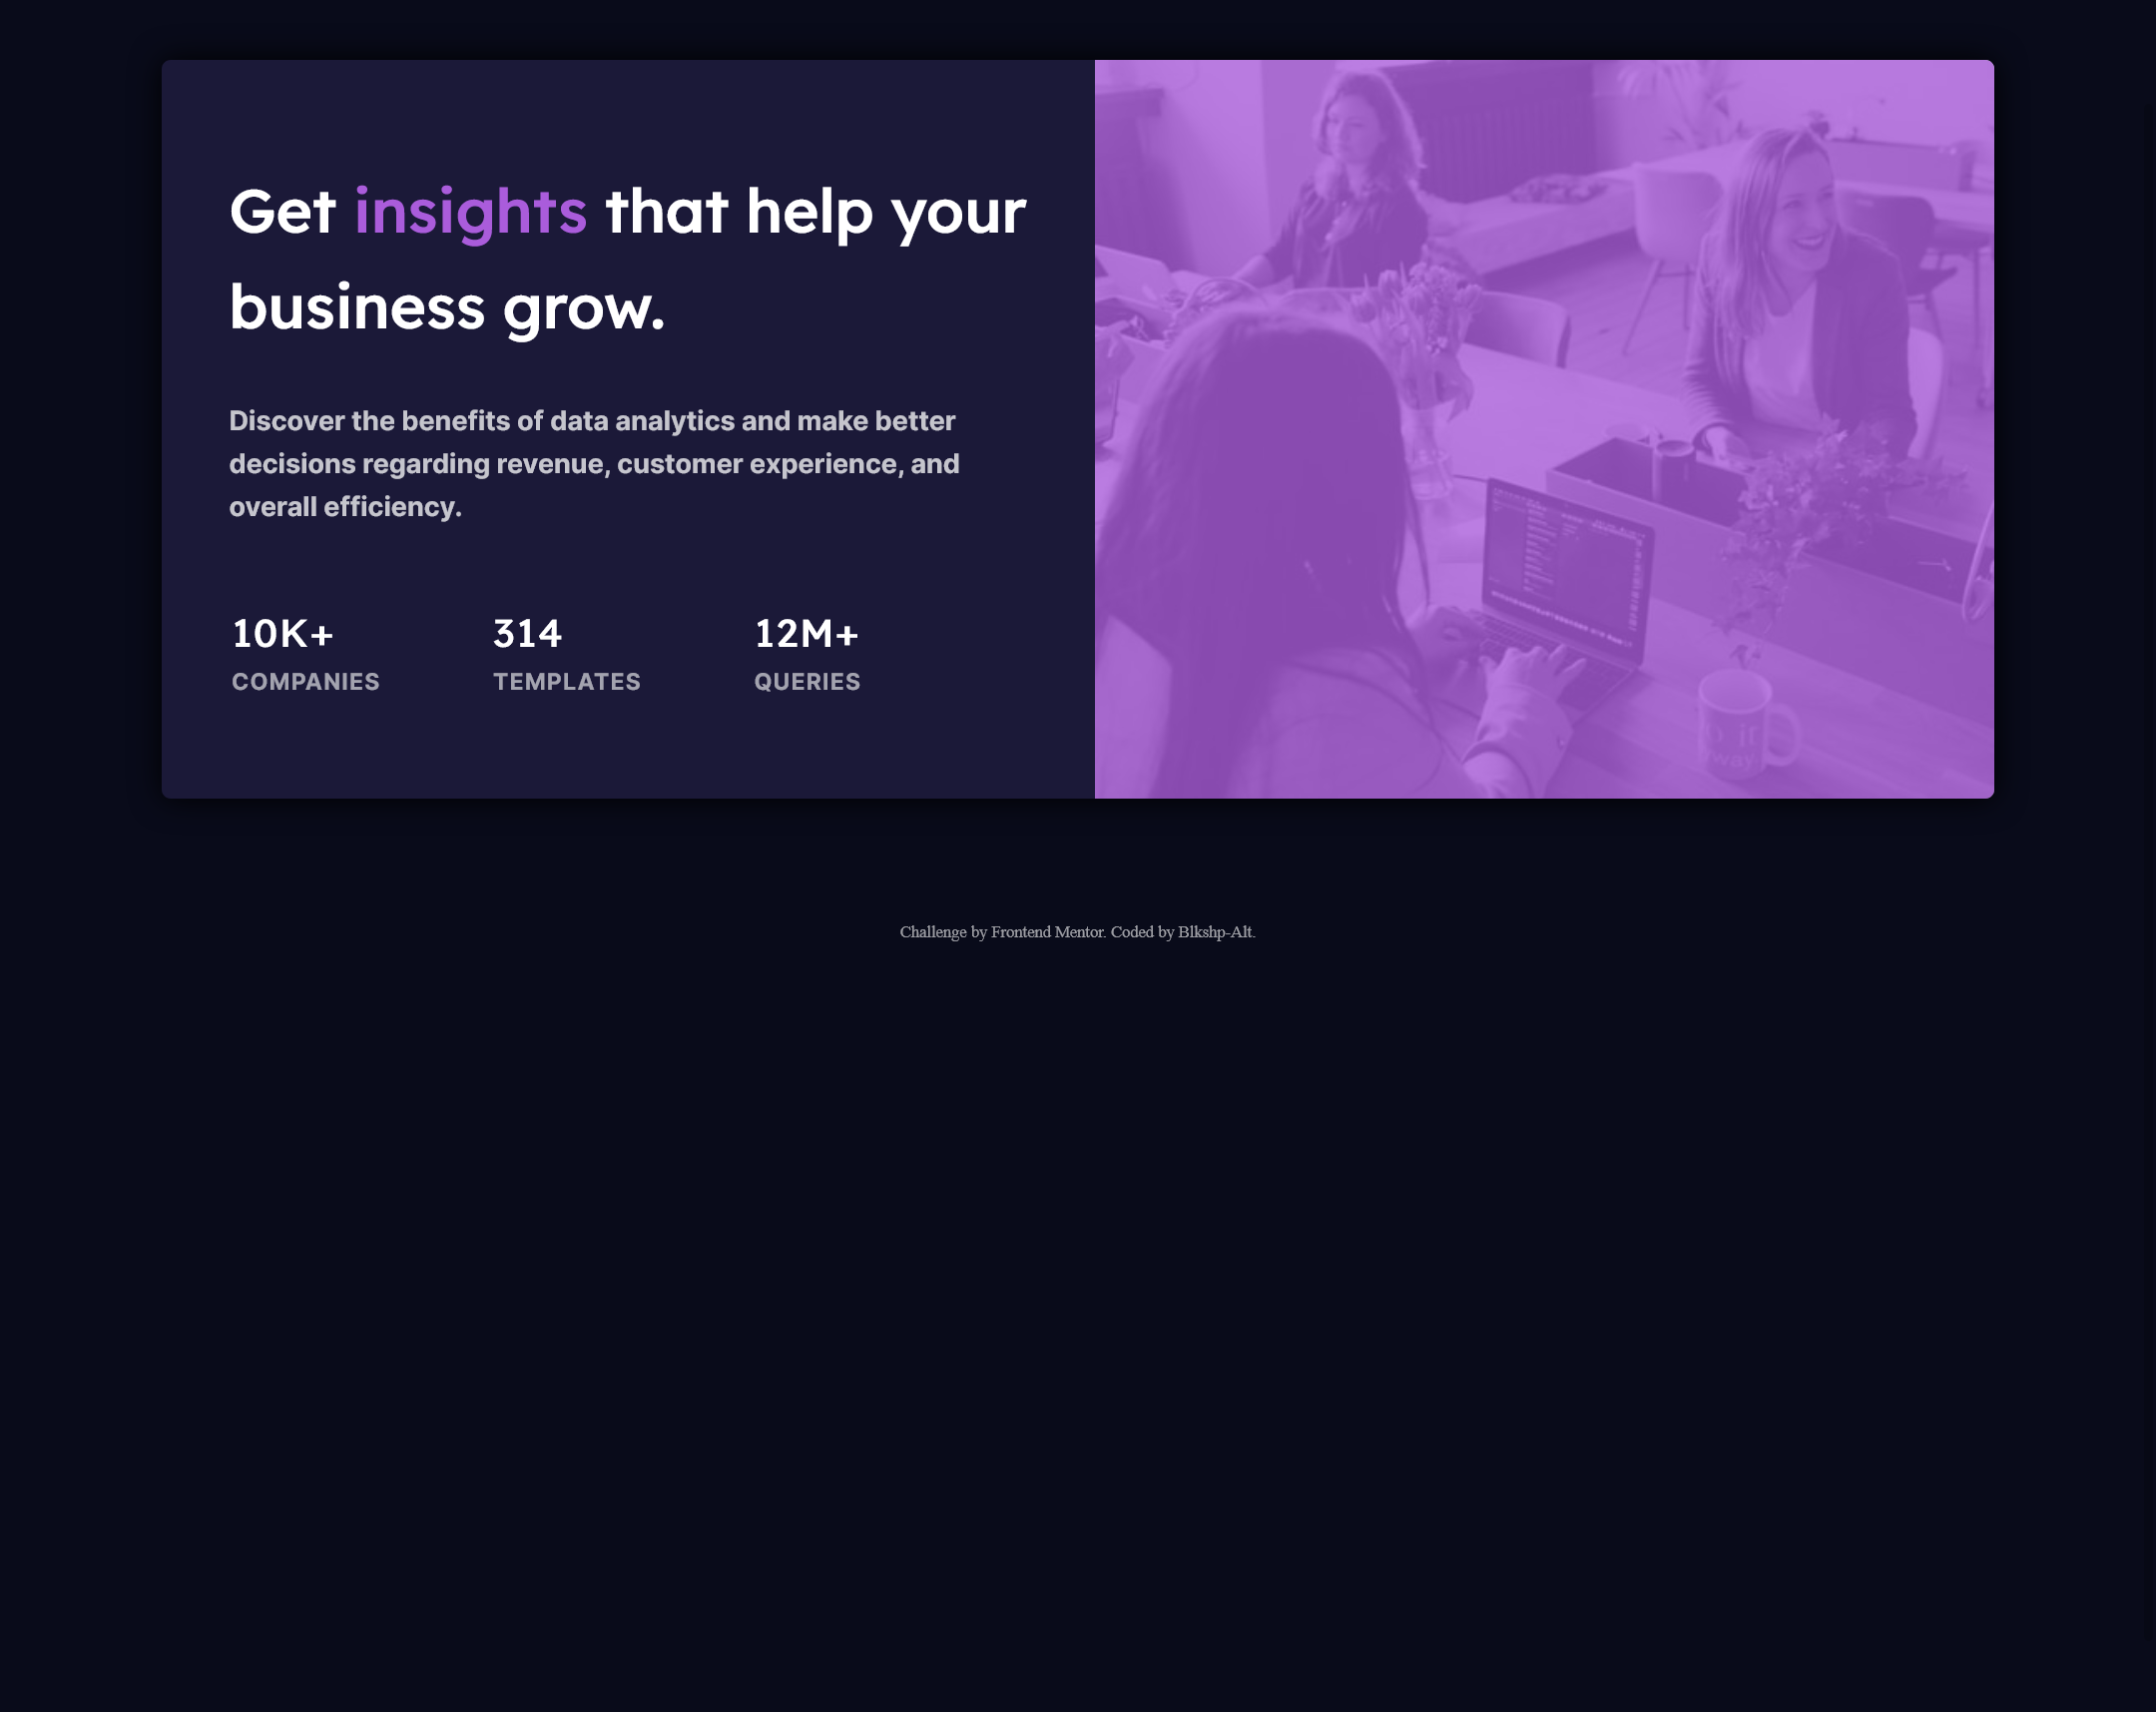 Get insights that help your
business grow.
Discover the benefits of data analytics and make better
decisions regarding revenue, customer experience, and
overall efficiency.
10K+
COMPANIES
314
TEMPLATES
12M+
QUERIES
way
Challenge by Frontend Mentor. Coded by Blkshp-Alt.